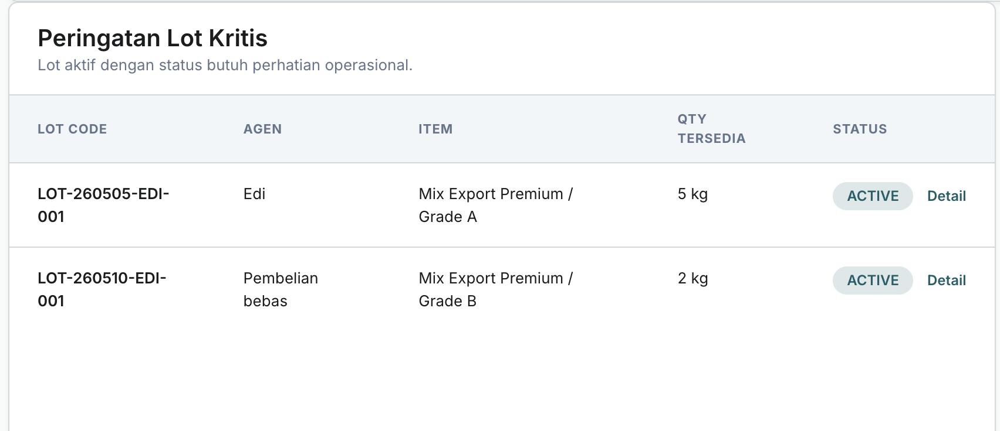 Peringatan Lot Kritis
Lot aktif dengan status butuh perhatian operasional.
LOT CODE AGEN ITEM QTY TERSEDIA STATUS
LOT-260505-EDI-001 Edi Mix Export Premium / Grade A 5 kg ACTIVE Detail
LOT-260510-EDI-001 Pembelian bebas Mix Export Premium / Grade B 2 kg ACTIVE Detail